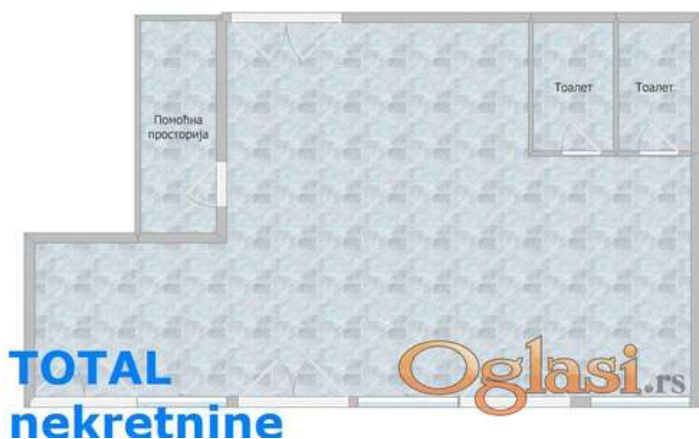 Тоалет
Тоалет
Помоћна
просторија
TOTAL
nekretnine
Oglasi.rs